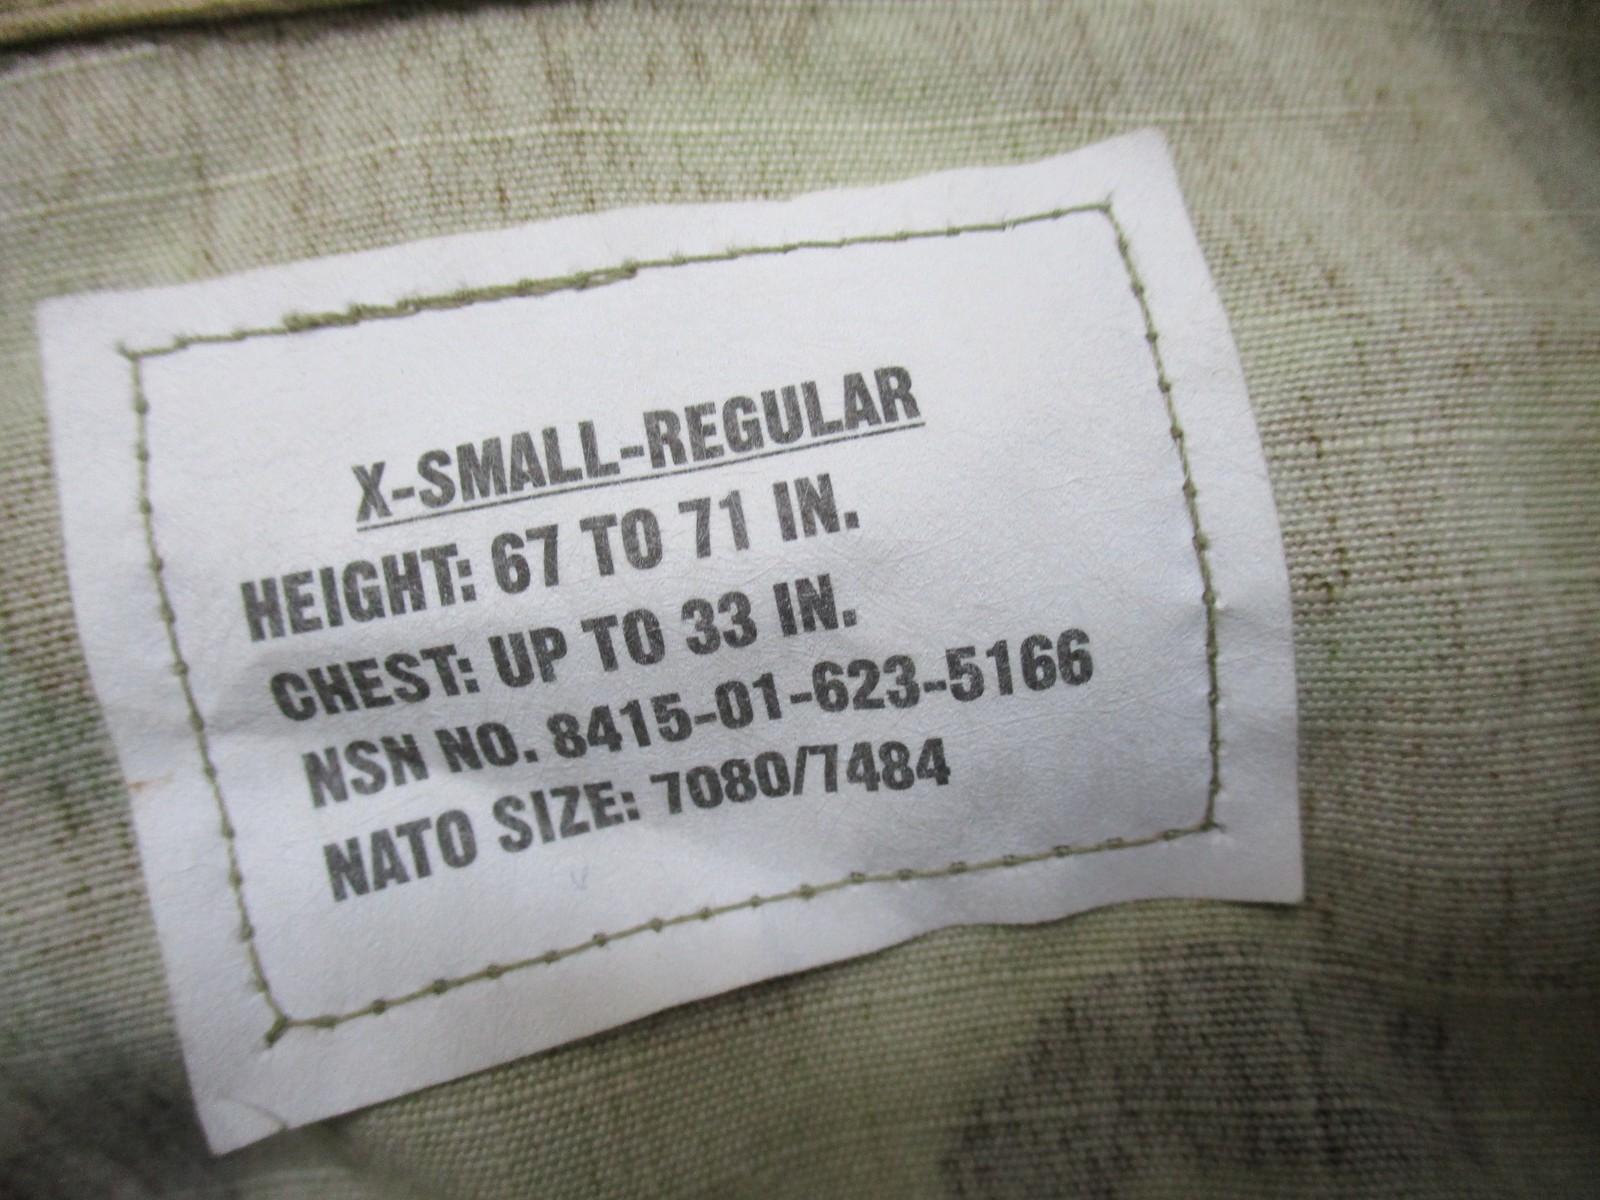 X-SMALL-REGULAR
HEIGHT: 67 TO 71 IN.
CHEST: UP TO 33 IN.
NSN NO. 8415-01-623-5166
NATO SIZE: 7080/7484